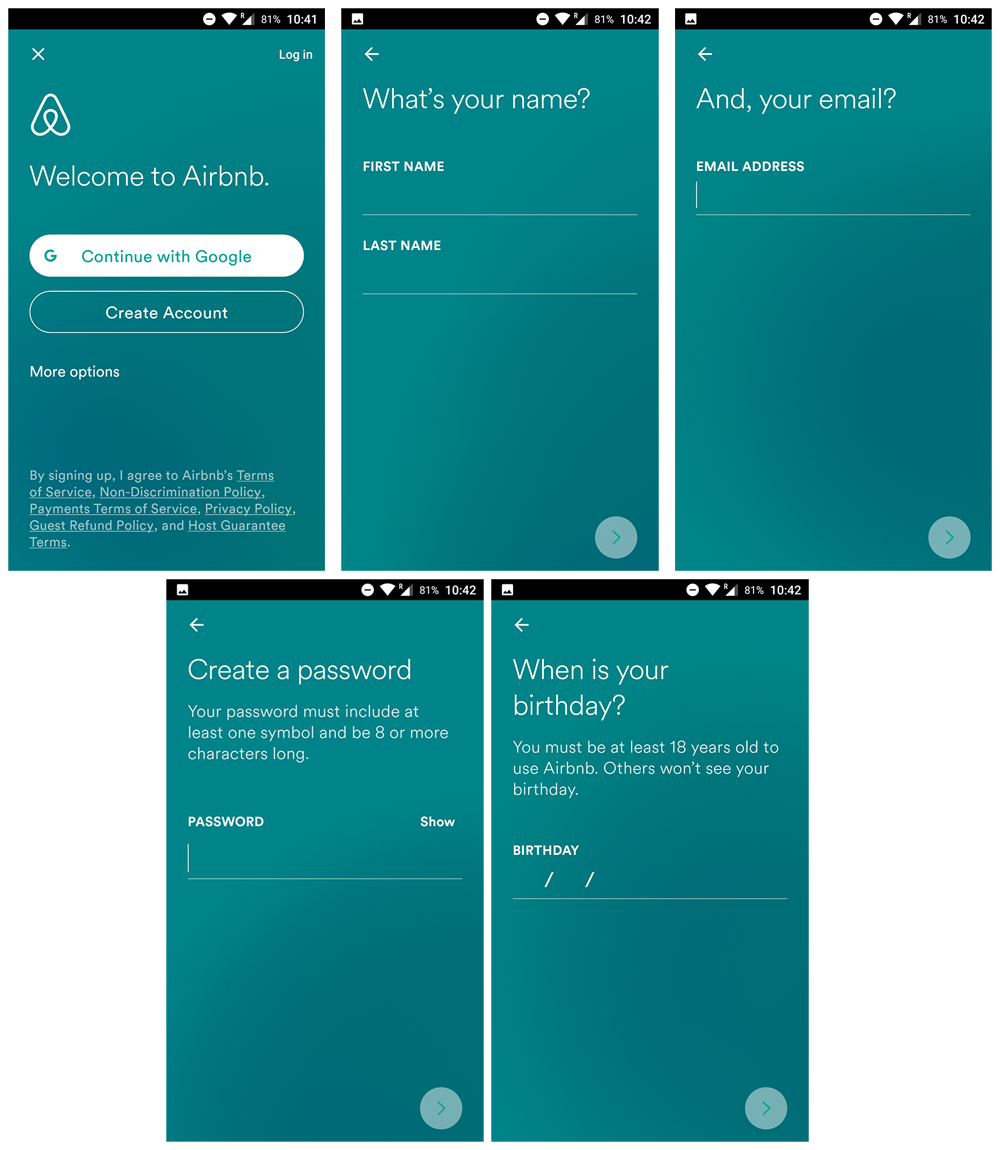 81% 10:41
Log in
Welcome to Airbnb.
G Continue with Google
Create Account
More options
By signing up, I agree to Airbnb's Terms
of Service, Non-Discrimination Policy,
Payments Terms of Service, Privacy Policy,
Guest Refund Policy, and Host Guarantee
Terms.
R 81% 10:42
What's your name?
FIRST NAME
LAST NAME
R 81% 10:42
And, your email?
EMAIL ADDRESS
R 81% 10:42
Create a password
Your password must include at
least one symbol and be 8 or more
characters long.
PASSWORD Show
R 81% 10:42
When is your
birthday?
You must be at least 18 years old to
use Airbnb. Others won't see your
birthday.
BIRTHDAY
/ /